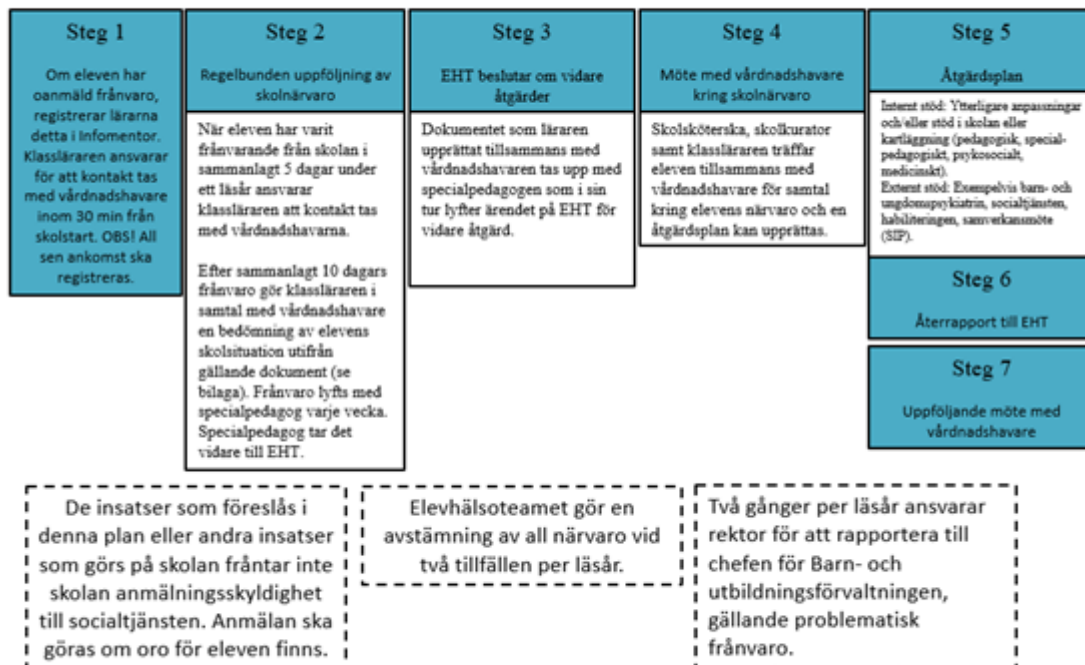 Steg 1
Om eleven har
oanmäld frånvaro,
registrerar lärarna
detta i Infomentor.
Klassläraren ansvarar
för att kontakt tas
med vårdnadshavare
inom 30 min från
skolstart. OBS! All
sen ankomst ska
registreras.
Steg 2
Regelbunden uppföljning av
skolnärvaro
När eleven har varit
frånvarande från skolan i
sammanlagt 5 dagar under
ett läsår ansvarar
klassläraren att kontakt tas
med vårdnadshavarna.
Efter sammanlagt 10 dagars
frånvaro gör klassläraren i
samtal med vårdnadshavare
en bedömning av elevens
skolsituation utifrån
gällande dokument (se
bilaga). Frånvaro lyfts med
specialpedagog varje vecka.
Specialpedagog tar det
vidare till EHT.
Steg 3
EHT beslutar om vidare
åtgärder
Dokumentet som läraren
upprättat tillsammans med
vårdnadshavaren tas upp med
specialpedagogen som i sin
tur lyfter ärendet på EHT för
vidare åtgärd.
Steg 4
Möte med vårdnadshavare
kring skolnärvaro
Skolsköterska, skolkurator
samt klassläraren träffar
eleven tillsammans med
vårdnadshavare för samtal
kring elevens närvaro och en
åtgärdsplan kan upprättas.
Steg 5
Åtgärdsplan
Internt stöd: Ytterligare anpassningar
och/eller stöd i skolan eller
kartläggning (pedagogisk, special-
pedagogiskt, psykosocialt,
medicinskt).
Externt stöd: Exempelvis barn- och
ungdomspsykiatrin, socialtjänsten,
habiliteringen, samverkansmöte
(SIP).
Steg 6
Återrapport till EHT
Steg 7
Uppföljande möte med
vårdnadshavare
De insatser som föreslås i
denna plan eller andra insatser
som görs på skolan fråntar inte
skolan anmälningsskyldighet
till socialtjänsten. Anmälan ska
göras om oro för eleven finns.
Elevhälsoteamet gör en
avstämning av all närvaro vid
två tillfällen per läsår.
Två gånger per läsår ansvarar
rektor för att rapportera till
chefen för Barn- och
utbildningsförvaltningen,
gällande problematisk
frånvaro.